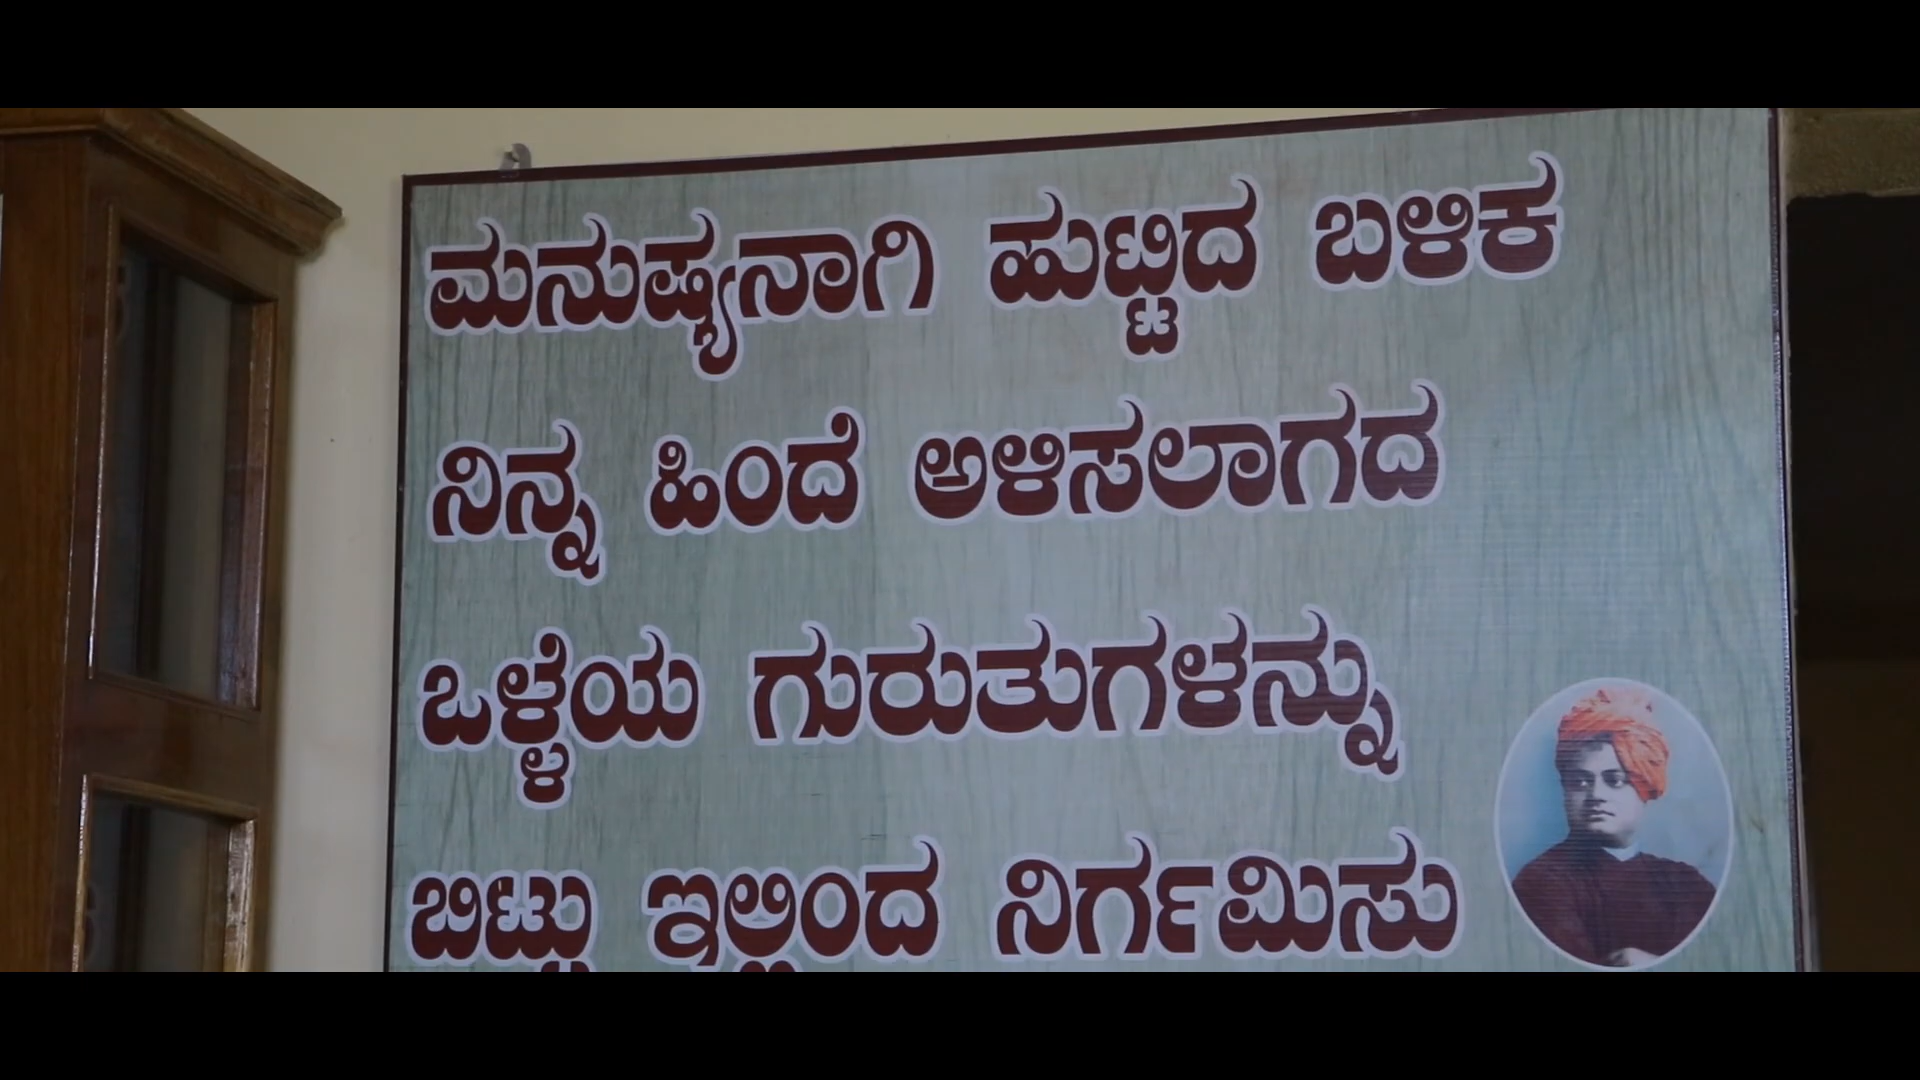 ಮನುಷ್ಯನಾಗಿ ಹುಟ್ಟಿದ ಬಳಿಕ
ನಿನ್ನ ಹಿಂದೆ ಅಳಿಸಲಾಗದ
ಒಳ್ಳೆಯ ಗುರುತುಗಳನ್ನು
ಬಿಟ್ಟು ಇಲ್ಲಿಂದ ನಿರ್ಗಮಿಸು